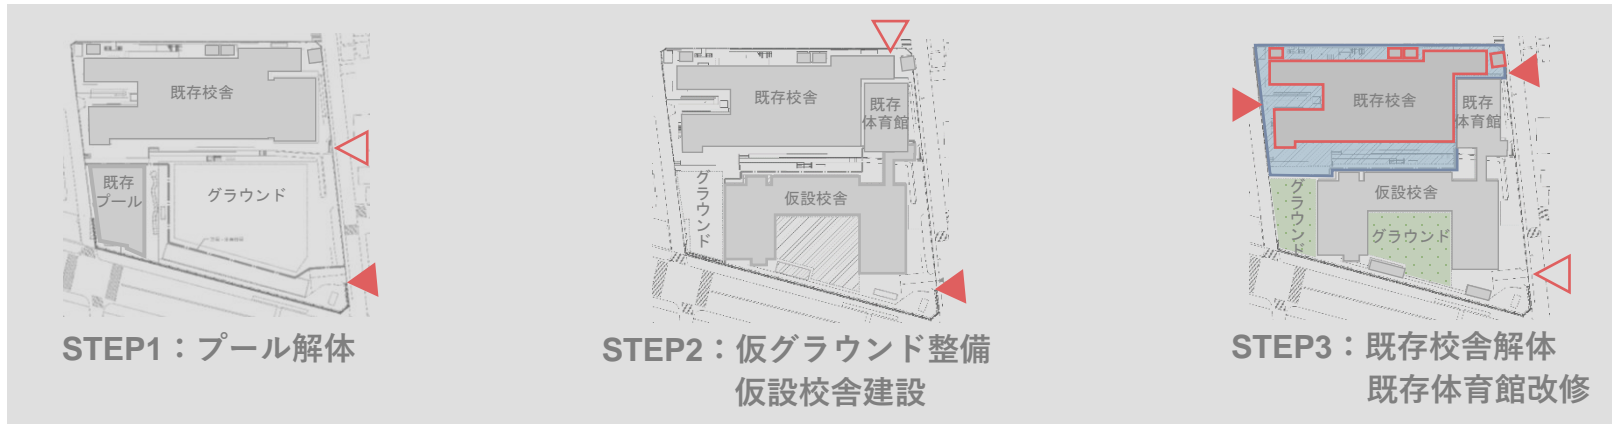 既存校舎
既存
プール
グラウンド
STEP1：プール解体
既存校舎
既存
体育館
グラウンド
仮設校舎
STEP2：仮グラウンド整備
仮設校舎建設
既存校舎
既存
体育館
グラウンド
仮設校舎
グラウンド
STEP3：既存校舎解体
既存体育館改修